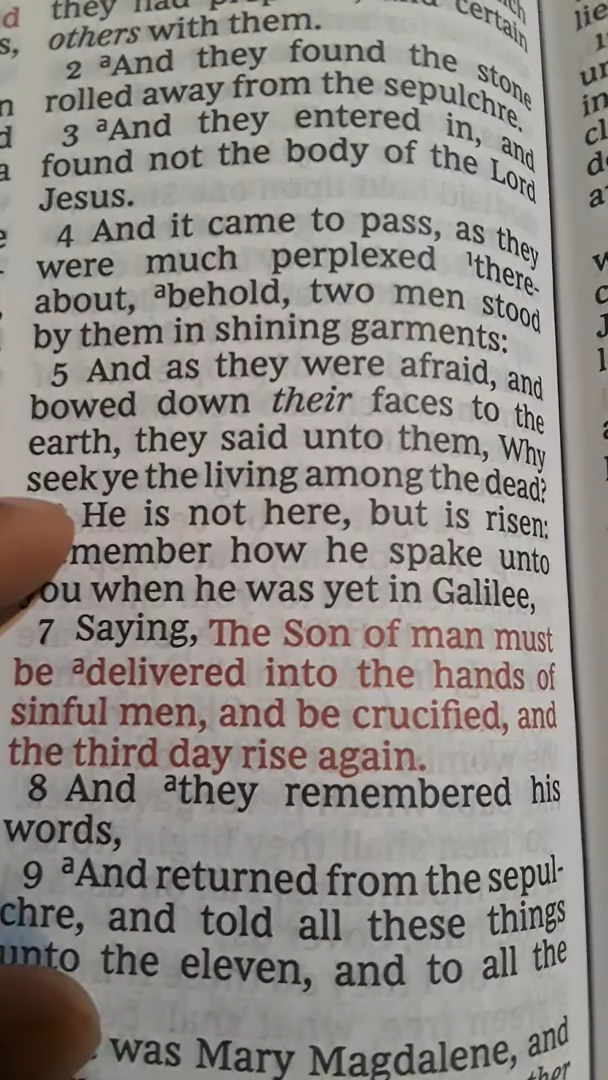 they had
certain
others with them.
2 ªAnd they found the stone
rolled away from the sepulchre.
3 ªAnd they entered in, and
found not the body of the Lord
Jesus.
4 And it came to pass, as they
were much perplexed ¹there-
about, ªbehold, two men stood
by them in shining garments:
5 And as they were afraid, and
bowed down their faces to the
earth, they said unto them, Why
seek ye the living among the dead?
He is not here, but is risen:
member how he spake unto
you when he was yet in Galilee,
7 Saying, The Son of man must
be ªdelivered into the hands of
sinful men, and be crucified, and
the third day rise again.
8 And ªthey remembered his
words,
9 ªAnd returned from the sepul-
chre, and told all these things
unto the eleven, and to all the
was Mary Magdalene, and